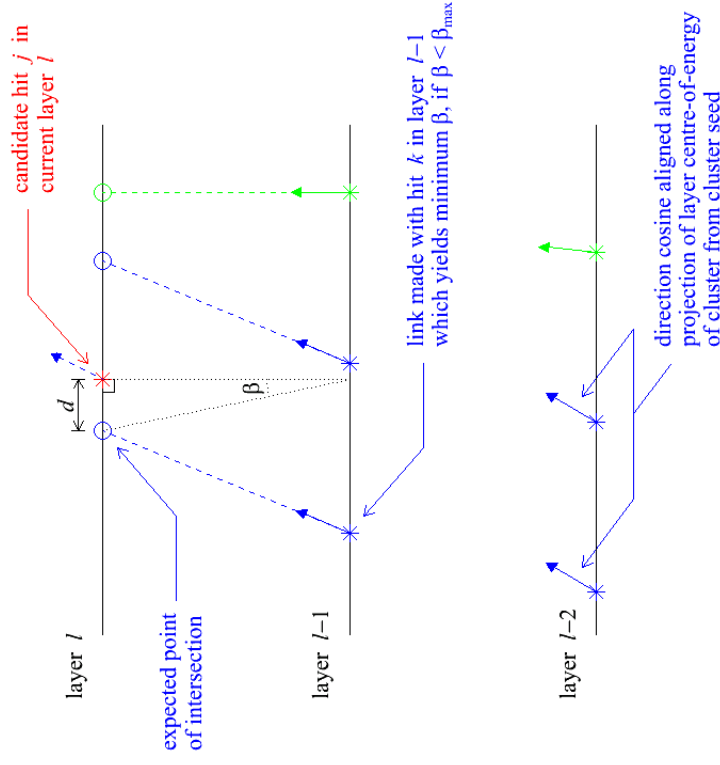 candidate hit j in
current layer l
d
layer l
expected point
of intersection
β
layer l−1
link made with hit k in layer l−1
which yields minimum β, if β < βmax
layer l−2
direction cosine aligned along
projection of layer centre-of-energy
of cluster from cluster seed